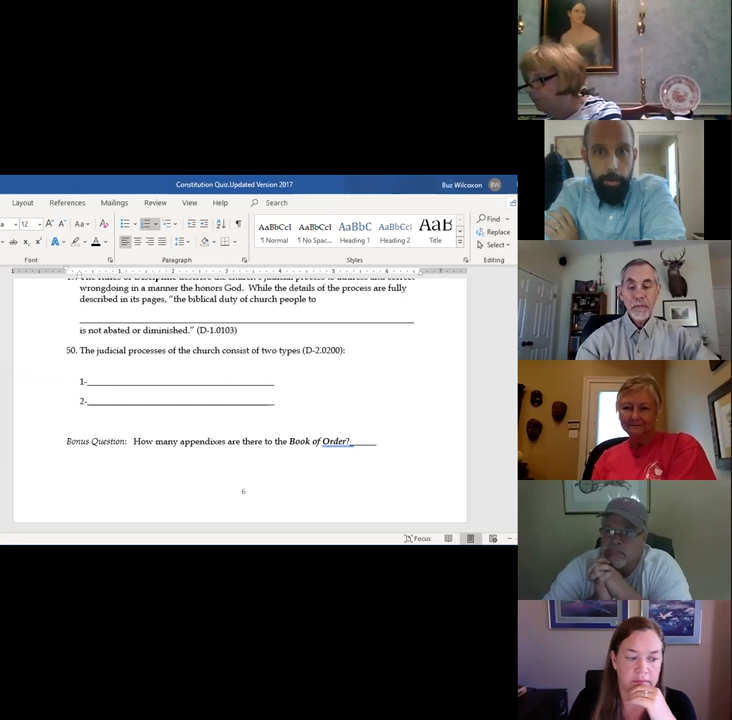 Constitution Quiz.Updated Version 2017
Buz Wilcoxon
BW
Layout References Mailings Review View Help Search
12 Aa
AaBbCcI AaBbCcI AaBbC AaBbCcI AaB
¶ Normal ¶ No Spac... Heading 1 Heading 2 Title
Find
Replace
Select
Font Paragraph Styles Editing
wrongdoing in a manner the honors God. While the details of the process are fully
described in its pages, “the biblical duty of church people to
is not abated or diminished.” (D-1.0103)
50. The judicial processes of the church consist of two types (D-2.0200):
1-
2-
Bonus Question: How many appendixes are there to the Book of Order?
6
Focus